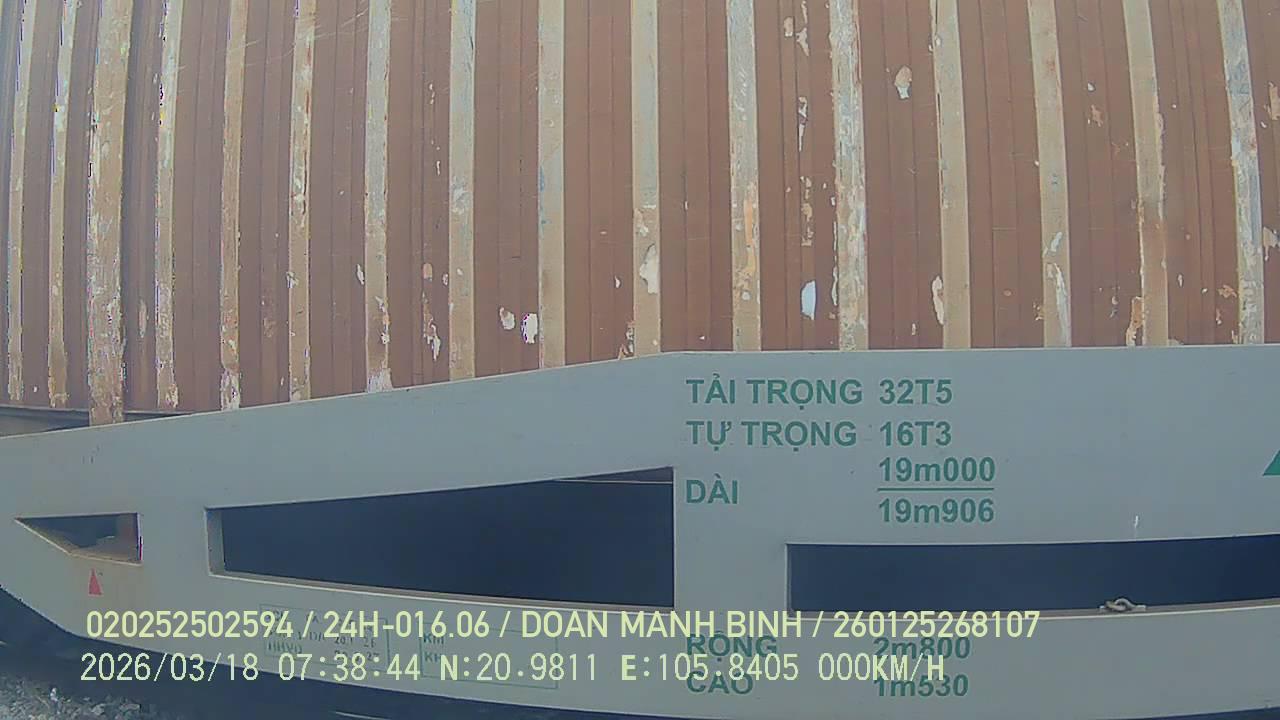 TẢI TRỌNG 32T5
TỰ TRỌNG 16T3
DÀI 19m000
19m906
020252502594 / 24H-016.06 / DOAN MANH BINH / 260125268107
RỘNG 2m800
2026/03/18 07:38:44 N:20.9811 E:105.8405 000KM/H
CAO 1m530